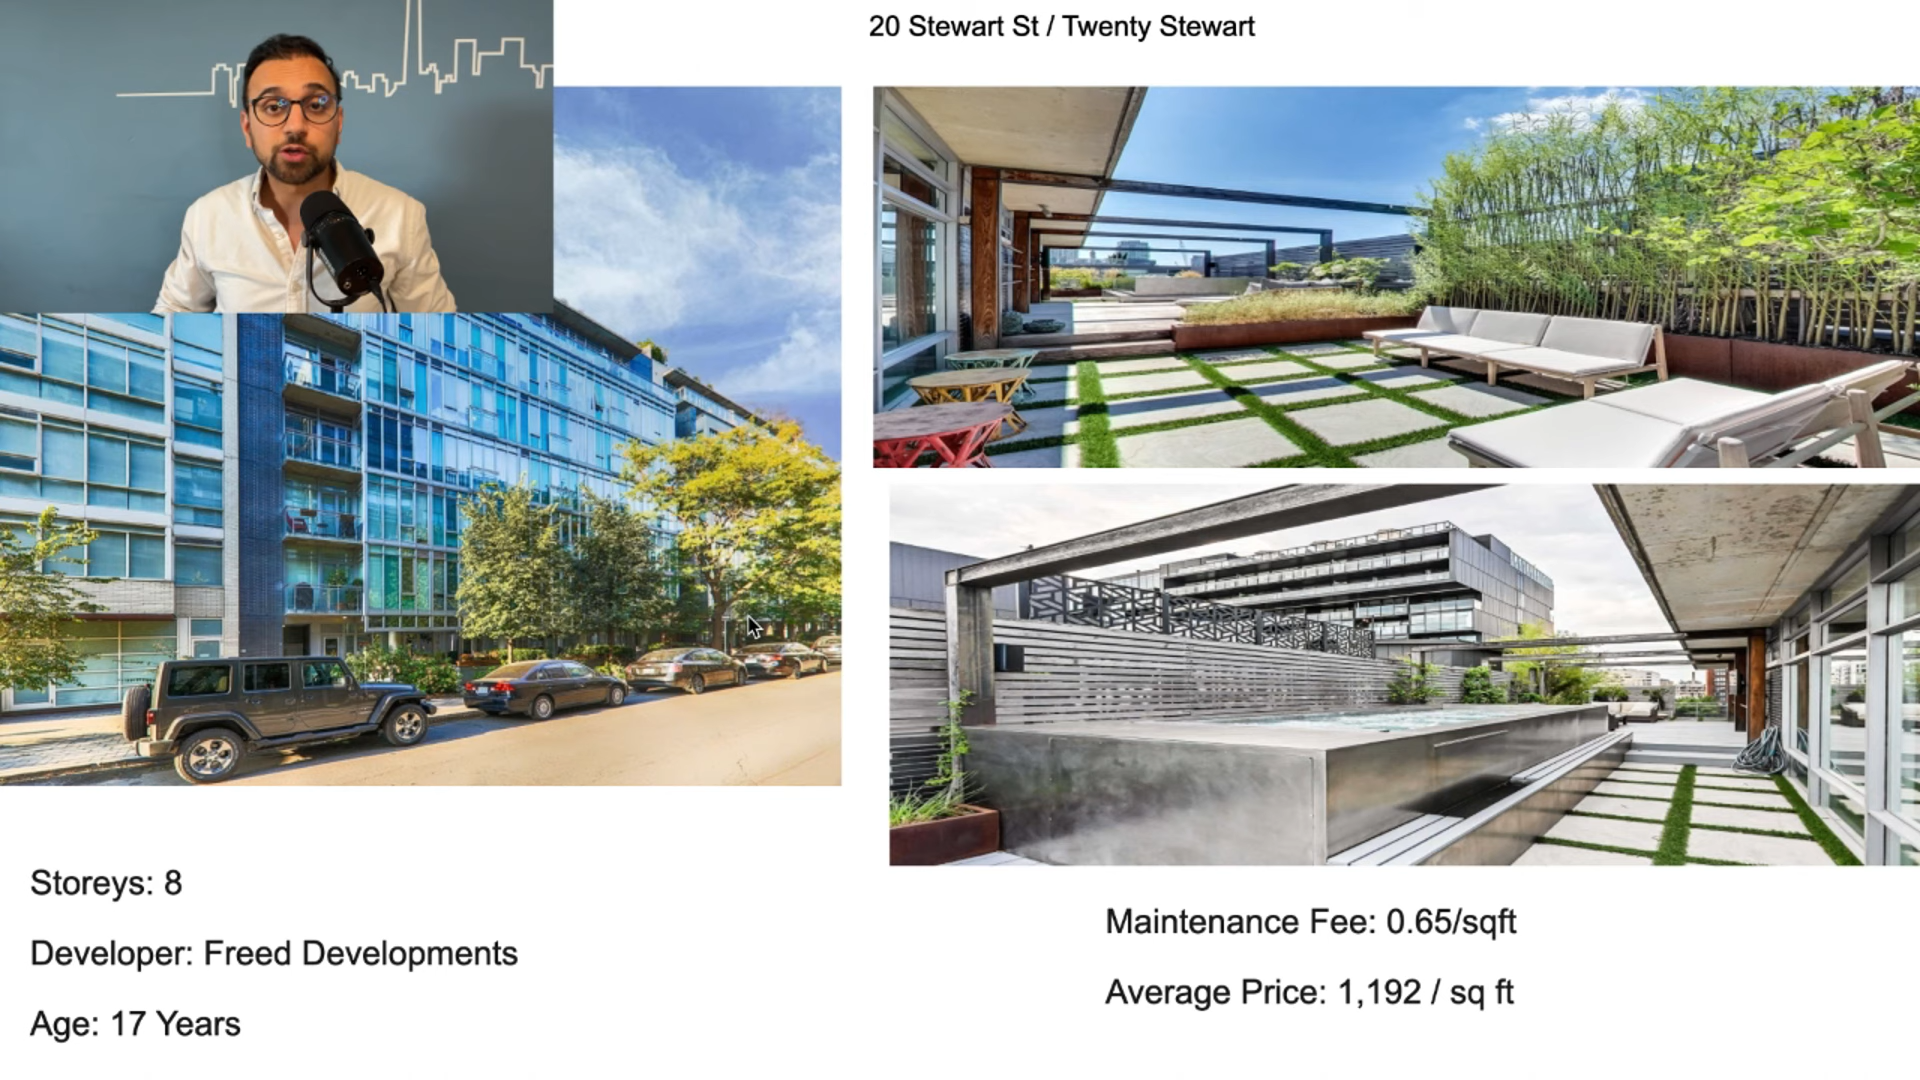 20 Stewart St / Twenty Stewart
Storeys: 8
Developer: Freed Developments
Age: 17 Years
Maintenance Fee: 0.65/sqft
Average Price: 1,192 / sq ft